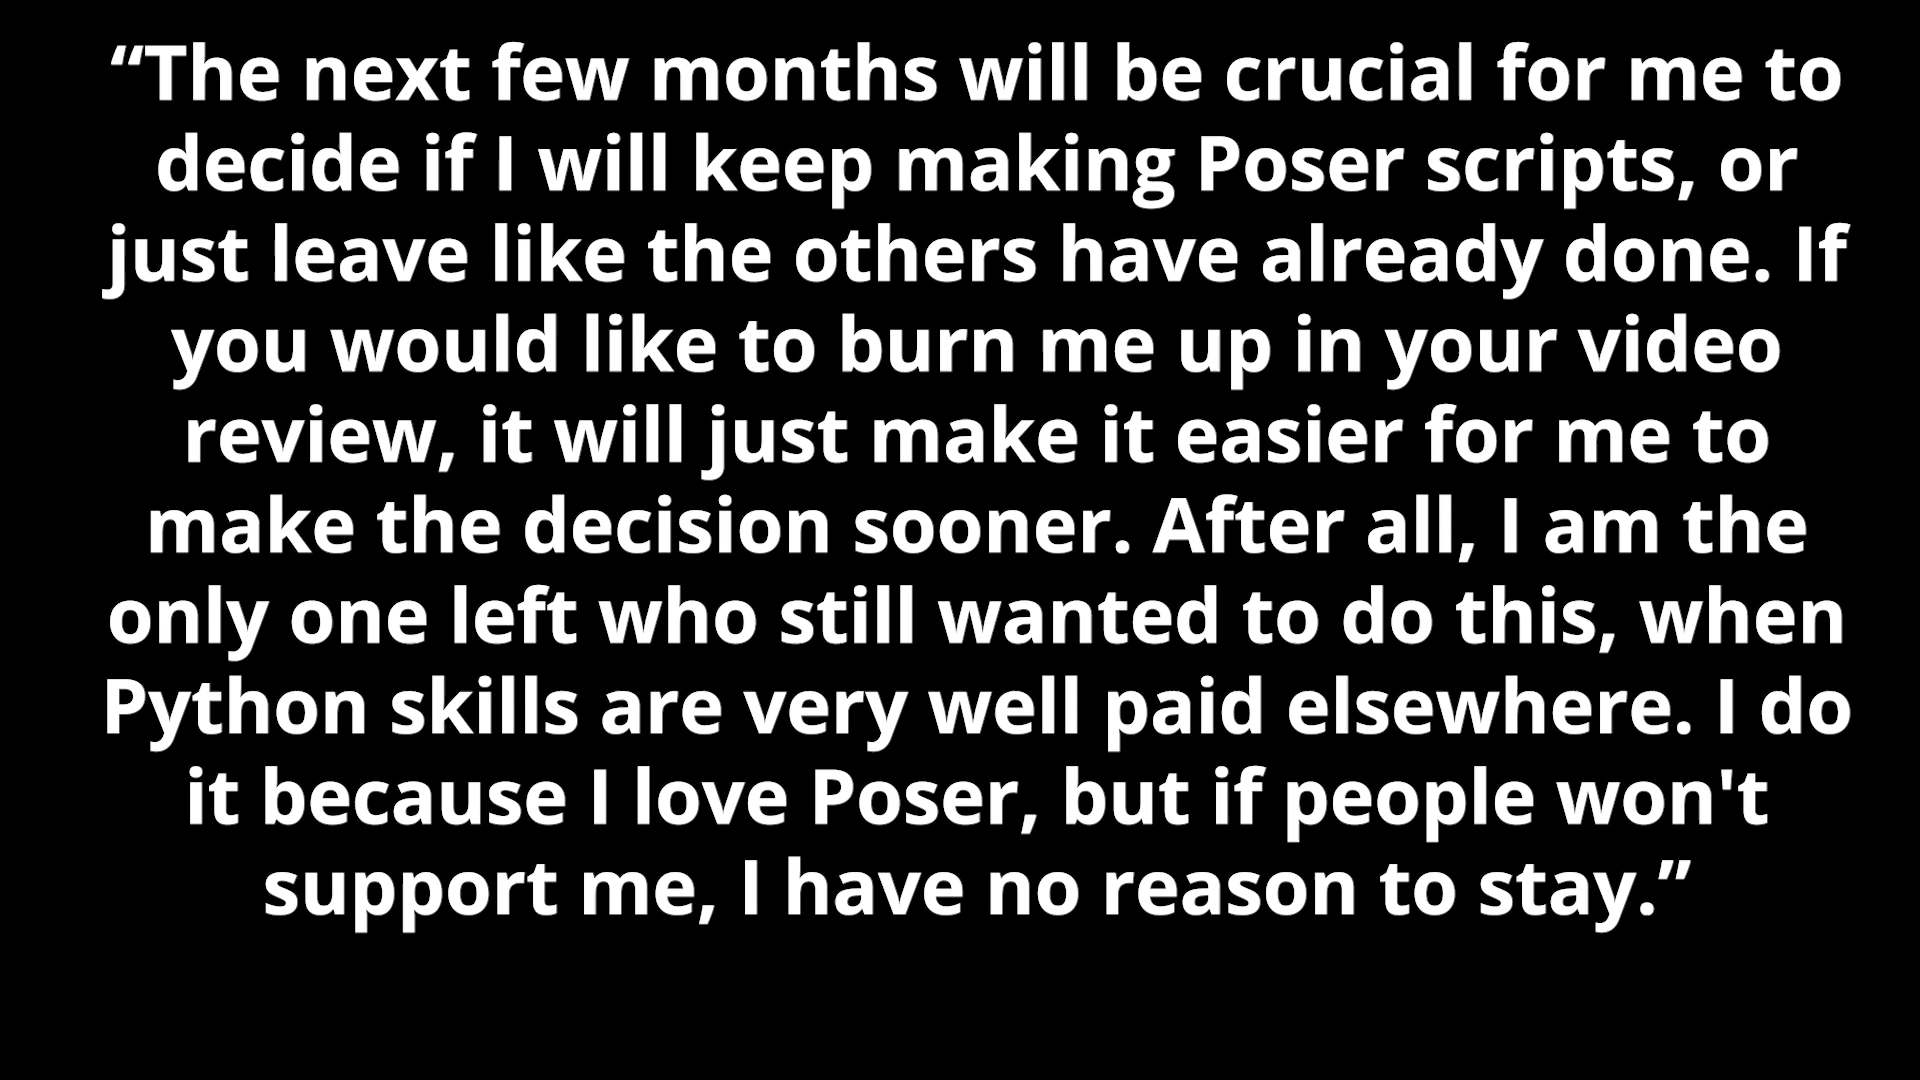 “The next few months will be crucial for me to
decide if I will keep making Poser scripts, or
just leave like the others have already done. If
you would like to burn me up in your video
review, it will just make it easier for me to
make the decision sooner. After all, I am the
only one left who still wanted to do this, when
Python skills are very well paid elsewhere. I do
it because I love Poser, but if people won't
support me, I have no reason to stay.”